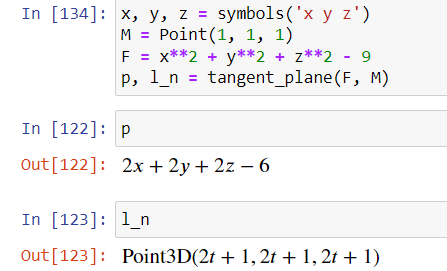 In [134]: x, y, z = symbols('x y z')
M = Point(1, 1, 1)
F = x**2 + y**2 + z**2 - 9
p, l_n = tangent_plane(F, M)
In [122]: p
Out[122]: 2x + 2y + 2z − 6
In [123]: l_n
Out[123]: Point3D(2t + 1, 2t + 1, 2t + 1)